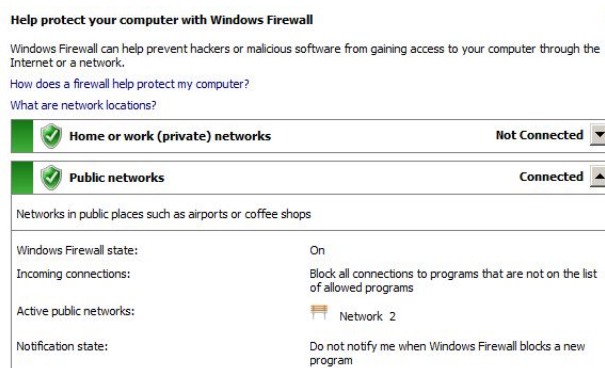 Help protect your computer with Windows Firewall
Windows Firewall can help prevent hackers or malicious software from gaining access to your computer through the
Internet or a network.
How does a firewall help protect my computer?
What are network locations?
Home or work (private) networks Not Connected
Public networks Connected
Networks in public places such as airports or coffee shops
Windows Firewall state: On
Incoming connections: Block all connections to programs that are not on the list
of allowed programs
Active public networks: Network 2
Notification state: Do not notify me when Windows Firewall blocks a new
program